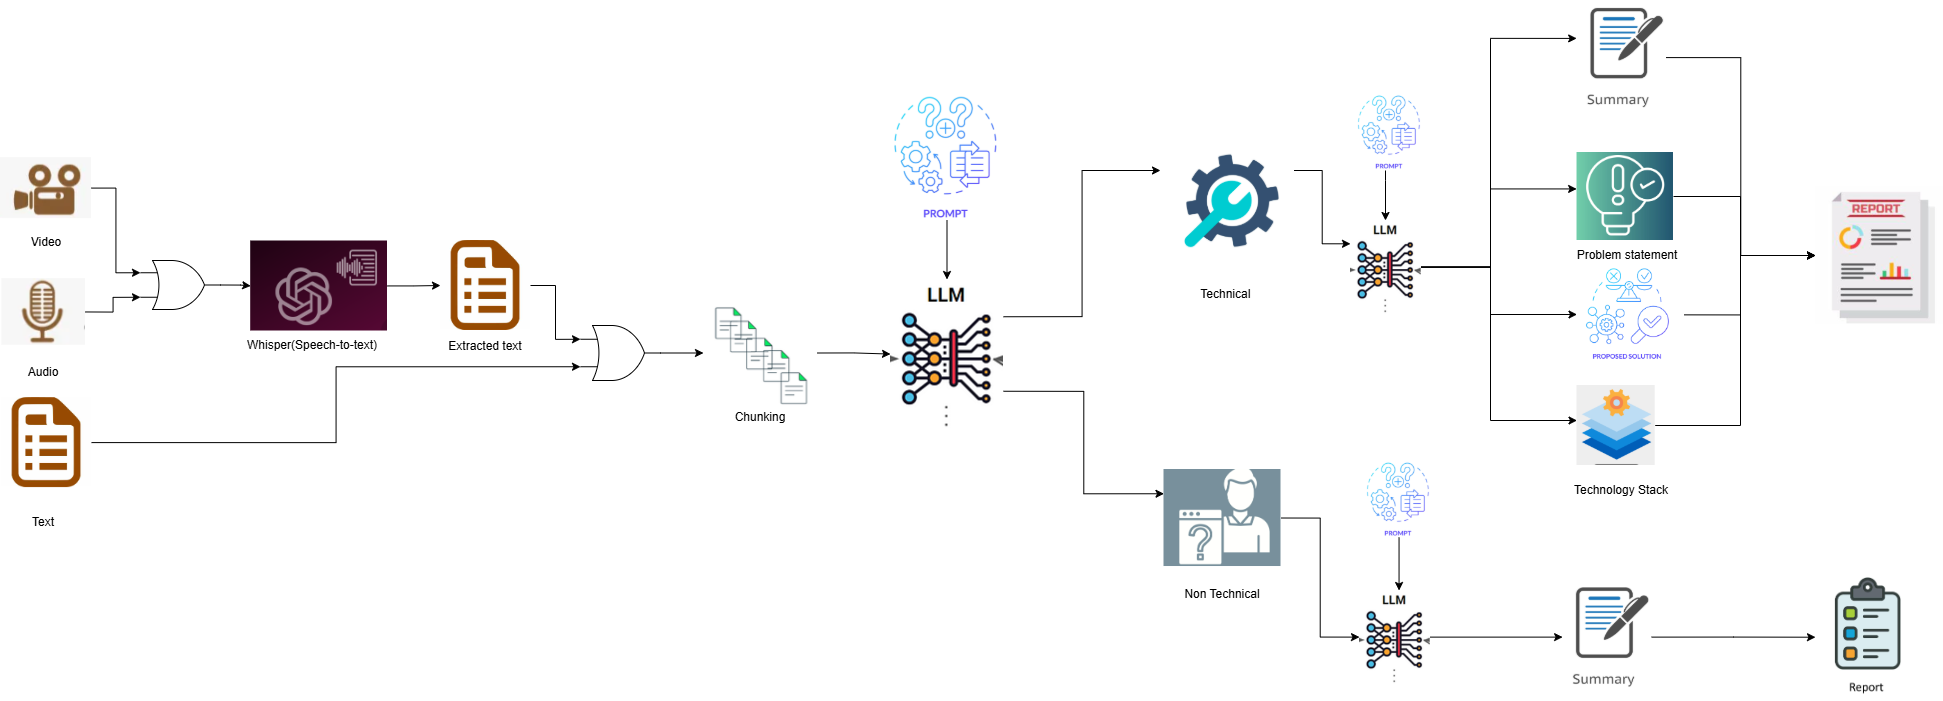 Video
Audio
Text
Whisper(Speech-to-text)
Extracted text
Chunking
PROMPT
LLM
Technical
Non Technical
PROMPT
LLM
Summary
Problem statement
PROPOSED SOLUTION
Technology Stack
REPORT
PROMPT
LLM
Summary
Report